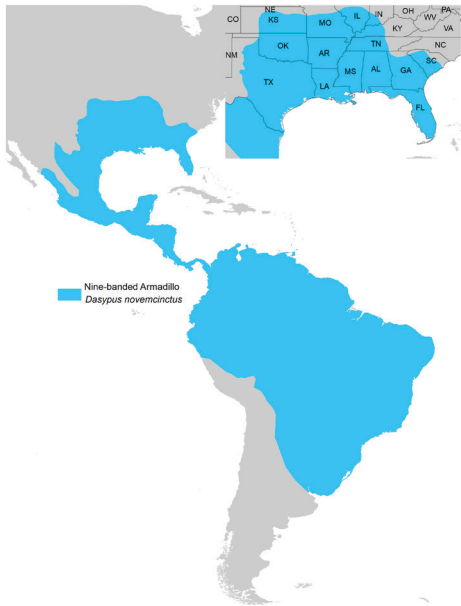 NE
CO
KS
MO
IL
IN
OH
PA
WV
VA
KY
NM
OK
AR
TN
NC
TX
LA
MS
AL
GA
SC
FL
Nine-banded Armadillo
Dasypus novemcinctus